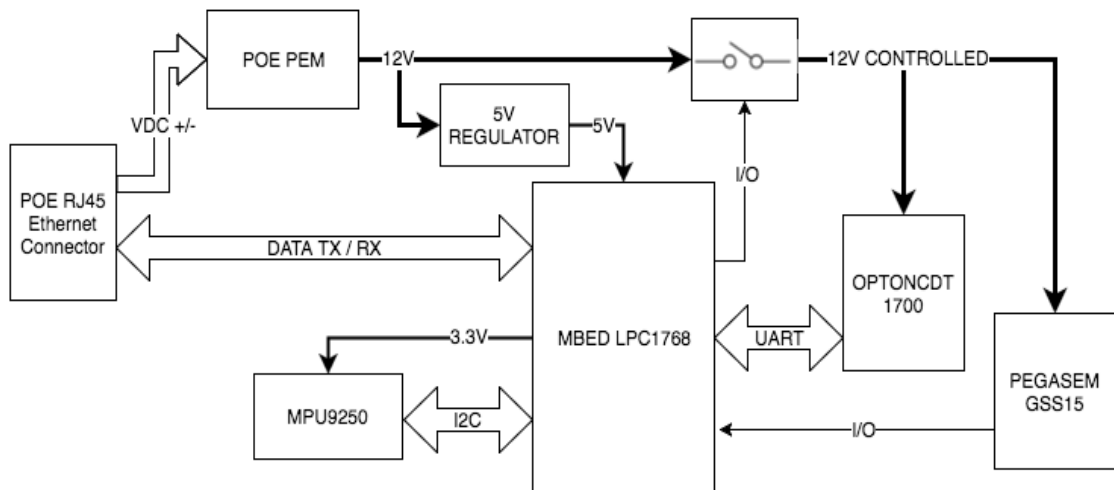 POE PEM
12V
12V CONTROLLED
5V
REGULATOR
5V
VDC +/-
I/O
POE RJ45
Ethernet
Connector
DATA TX / RX
OPTONCDT
1700
3.3V
MBED LPC1768
UART
PEGASEM
GSS15
MPU9250
I2C
I/O